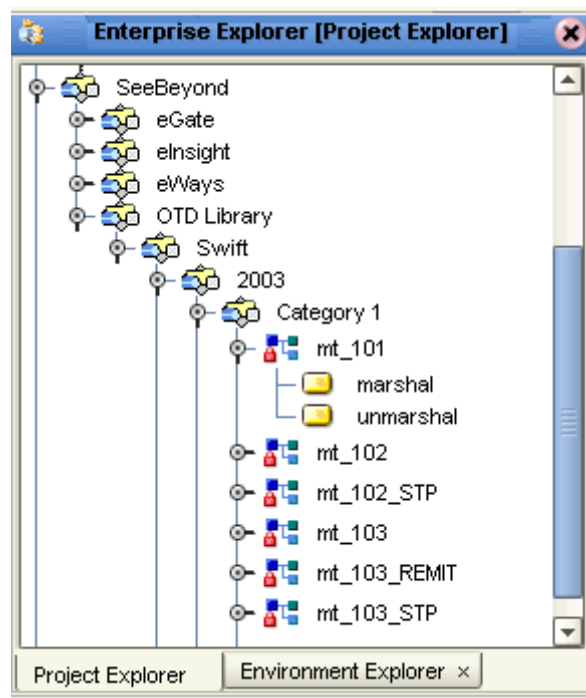 Enterprise Explorer [Project Explorer]
SeeBeyond
eGate
eInsight
eWays
OTD Library
Swift
2003
Category 1
mt_101
marshal
unmarshal
mt_102
mt_102_STP
mt_103
mt_103_REMIT
mt_103_STP
Project Explorer Environment Explorer ×